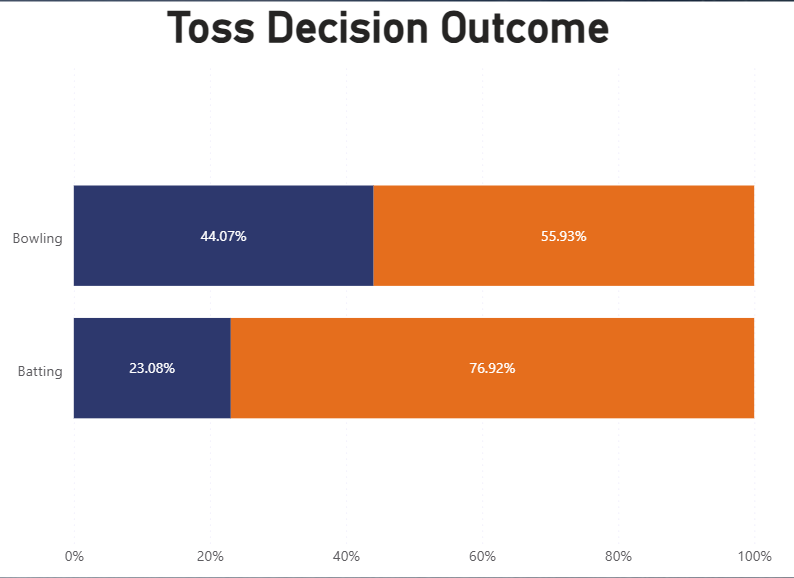 Toss Decision Outcome
Bowling 44.07% 55.93%
Batting 23.08% 76.92%
0% 20% 40% 60% 80% 100%